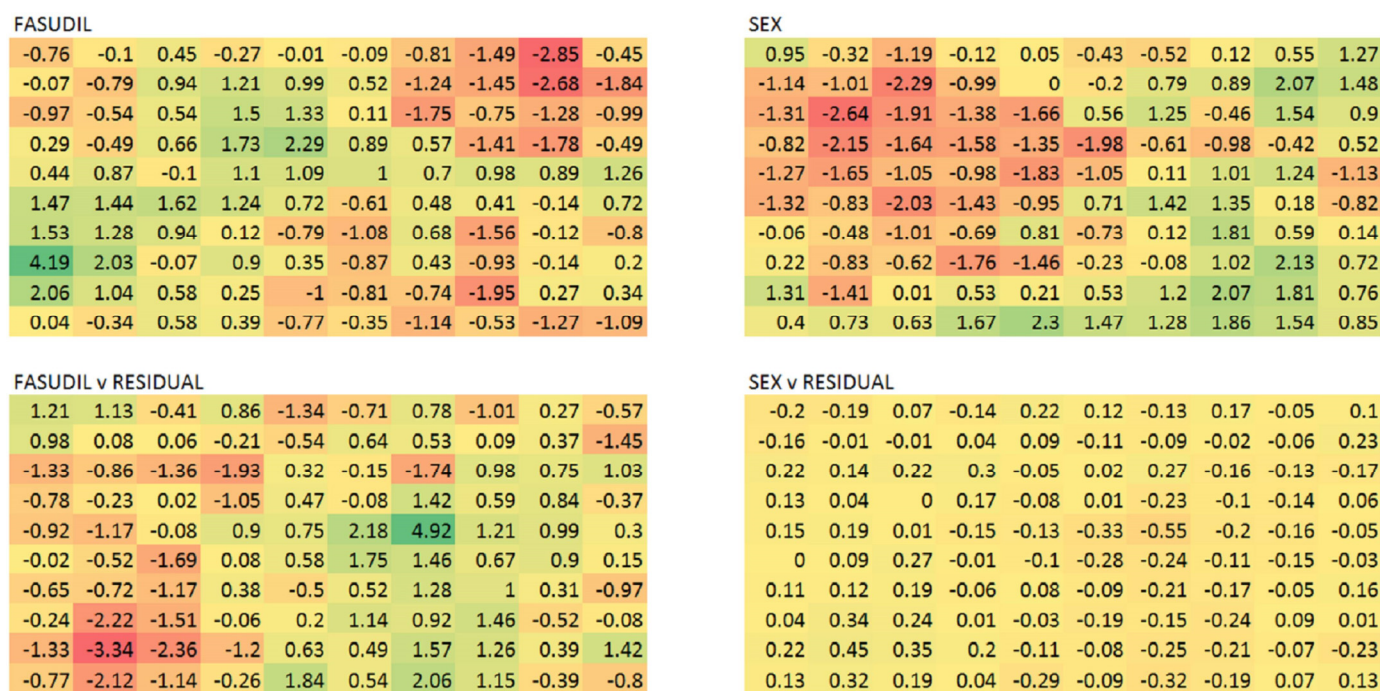 FASUDIL
-0.76 -0.1 0.45 -0.27 -0.01 -0.09 -0.81 -1.49 -2.85 -0.45
-0.07 -0.79 0.94 1.21 0.99 0.52 -1.24 -1.45 -2.68 -1.84
-0.97 -0.54 0.54 1.5 1.33 0.11 -1.75 -0.75 -1.28 -0.99
0.29 -0.49 0.66 1.73 2.29 0.89 0.57 -1.41 -1.78 -0.49
0.44 0.87 -0.1 1.1 1.09 1 0.7 0.98 0.89 1.26
1.47 1.44 1.62 1.24 0.72 -0.61 0.48 0.41 -0.14 0.72
1.53 1.28 0.94 0.12 -0.79 -1.08 0.68 -1.56 -0.12 -0.8
4.19 2.03 -0.07 0.9 0.35 -0.87 0.43 -0.93 -0.14 0.2
2.06 1.04 0.58 0.25 -1 -0.81 -0.74 -1.95 0.27 0.34
0.04 -0.34 0.58 0.39 -0.77 -0.35 -1.14 -0.53 -1.27 -1.09
SEX
0.95 -0.32 -1.19 -0.12 0.05 -0.43 -0.52 0.12 0.55 1.27
-1.14 -1.01 -2.29 -0.99 0 -0.2 0.79 0.89 2.07 1.48
-1.31 -2.64 -1.91 -1.38 -1.66 0.56 1.25 -0.46 1.54 0.9
-0.82 -2.15 -1.64 -1.58 -1.35 -1.98 -0.61 -0.98 -0.42 0.52
-1.27 -1.65 -1.05 -0.98 -1.83 -1.05 0.11 1.01 1.24 -1.13
-1.32 -0.83 -2.03 -1.43 -0.95 0.71 1.42 1.35 0.18 -0.82
-0.06 -0.48 -1.01 -0.69 0.81 -0.73 0.12 1.81 0.59 0.14
0.22 -0.83 -0.62 -1.76 -1.46 -0.23 -0.08 1.02 2.13 0.72
1.31 -1.41 0.01 0.53 0.21 0.53 1.2 2.07 1.81 0.76
0.4 0.73 0.63 1.67 2.3 1.47 1.28 1.86 1.54 0.85
FASUDIL v RESIDUAL
1.21 1.13 -0.41 0.86 -1.34 -0.71 0.78 -1.01 0.27 -0.57
0.98 0.08 0.06 -0.21 -0.54 0.64 0.53 0.09 0.37 -1.45
-1.33 -0.86 -1.36 -1.93 0.32 -0.15 -1.74 0.98 0.75 1.03
-0.78 -0.23 0.02 -1.05 0.47 -0.08 1.42 0.59 0.84 -0.37
-0.92 -1.17 -0.08 0.9 0.75 2.18 4.92 1.21 0.99 0.3
-0.02 -0.52 -1.69 0.08 0.58 1.75 1.46 0.67 0.9 0.15
-0.65 -0.72 -1.17 0.38 -0.5 0.52 1.28 1 0.31 -0.97
-0.24 -2.22 -1.51 -0.06 0.2 1.14 0.92 1.46 -0.52 -0.08
-1.33 -3.34 -2.36 -1.2 0.63 0.49 1.57 1.26 0.39 1.42
-0.77 -2.12 -1.14 -0.26 1.84 0.54 2.06 1.15 -0.39 -0.8
SEX v RESIDUAL
-0.2 -0.19 0.07 -0.14 0.22 0.12 -0.13 0.17 -0.05 0.1
-0.16 -0.01 -0.01 0.04 0.09 -0.11 -0.09 -0.02 -0.06 0.23
0.22 0.14 0.22 0.3 -0.05 0.02 0.27 -0.16 -0.13 -0.17
0.13 0.04 0 0.17 -0.08 0.01 -0.23 -0.1 -0.14 0.06
0.15 0.19 0.01 -0.15 -0.13 -0.33 -0.55 -0.2 -0.16 -0.05
0 0.09 0.27 -0.01 -0.1 -0.28 -0.24 -0.11 -0.15 -0.03
0.11 0.12 0.19 -0.06 0.08 -0.09 -0.21 -0.17 -0.05 0.16
0.04 0.34 0.24 0.01 -0.03 -0.19 -0.15 -0.24 0.09 0.01
0.22 0.45 0.35 0.2 -0.11 -0.08 -0.25 -0.21 -0.07 -0.23
0.13 0.32 0.19 0.04 -0.29 -0.09 -0.32 -0.19 0.07 0.13